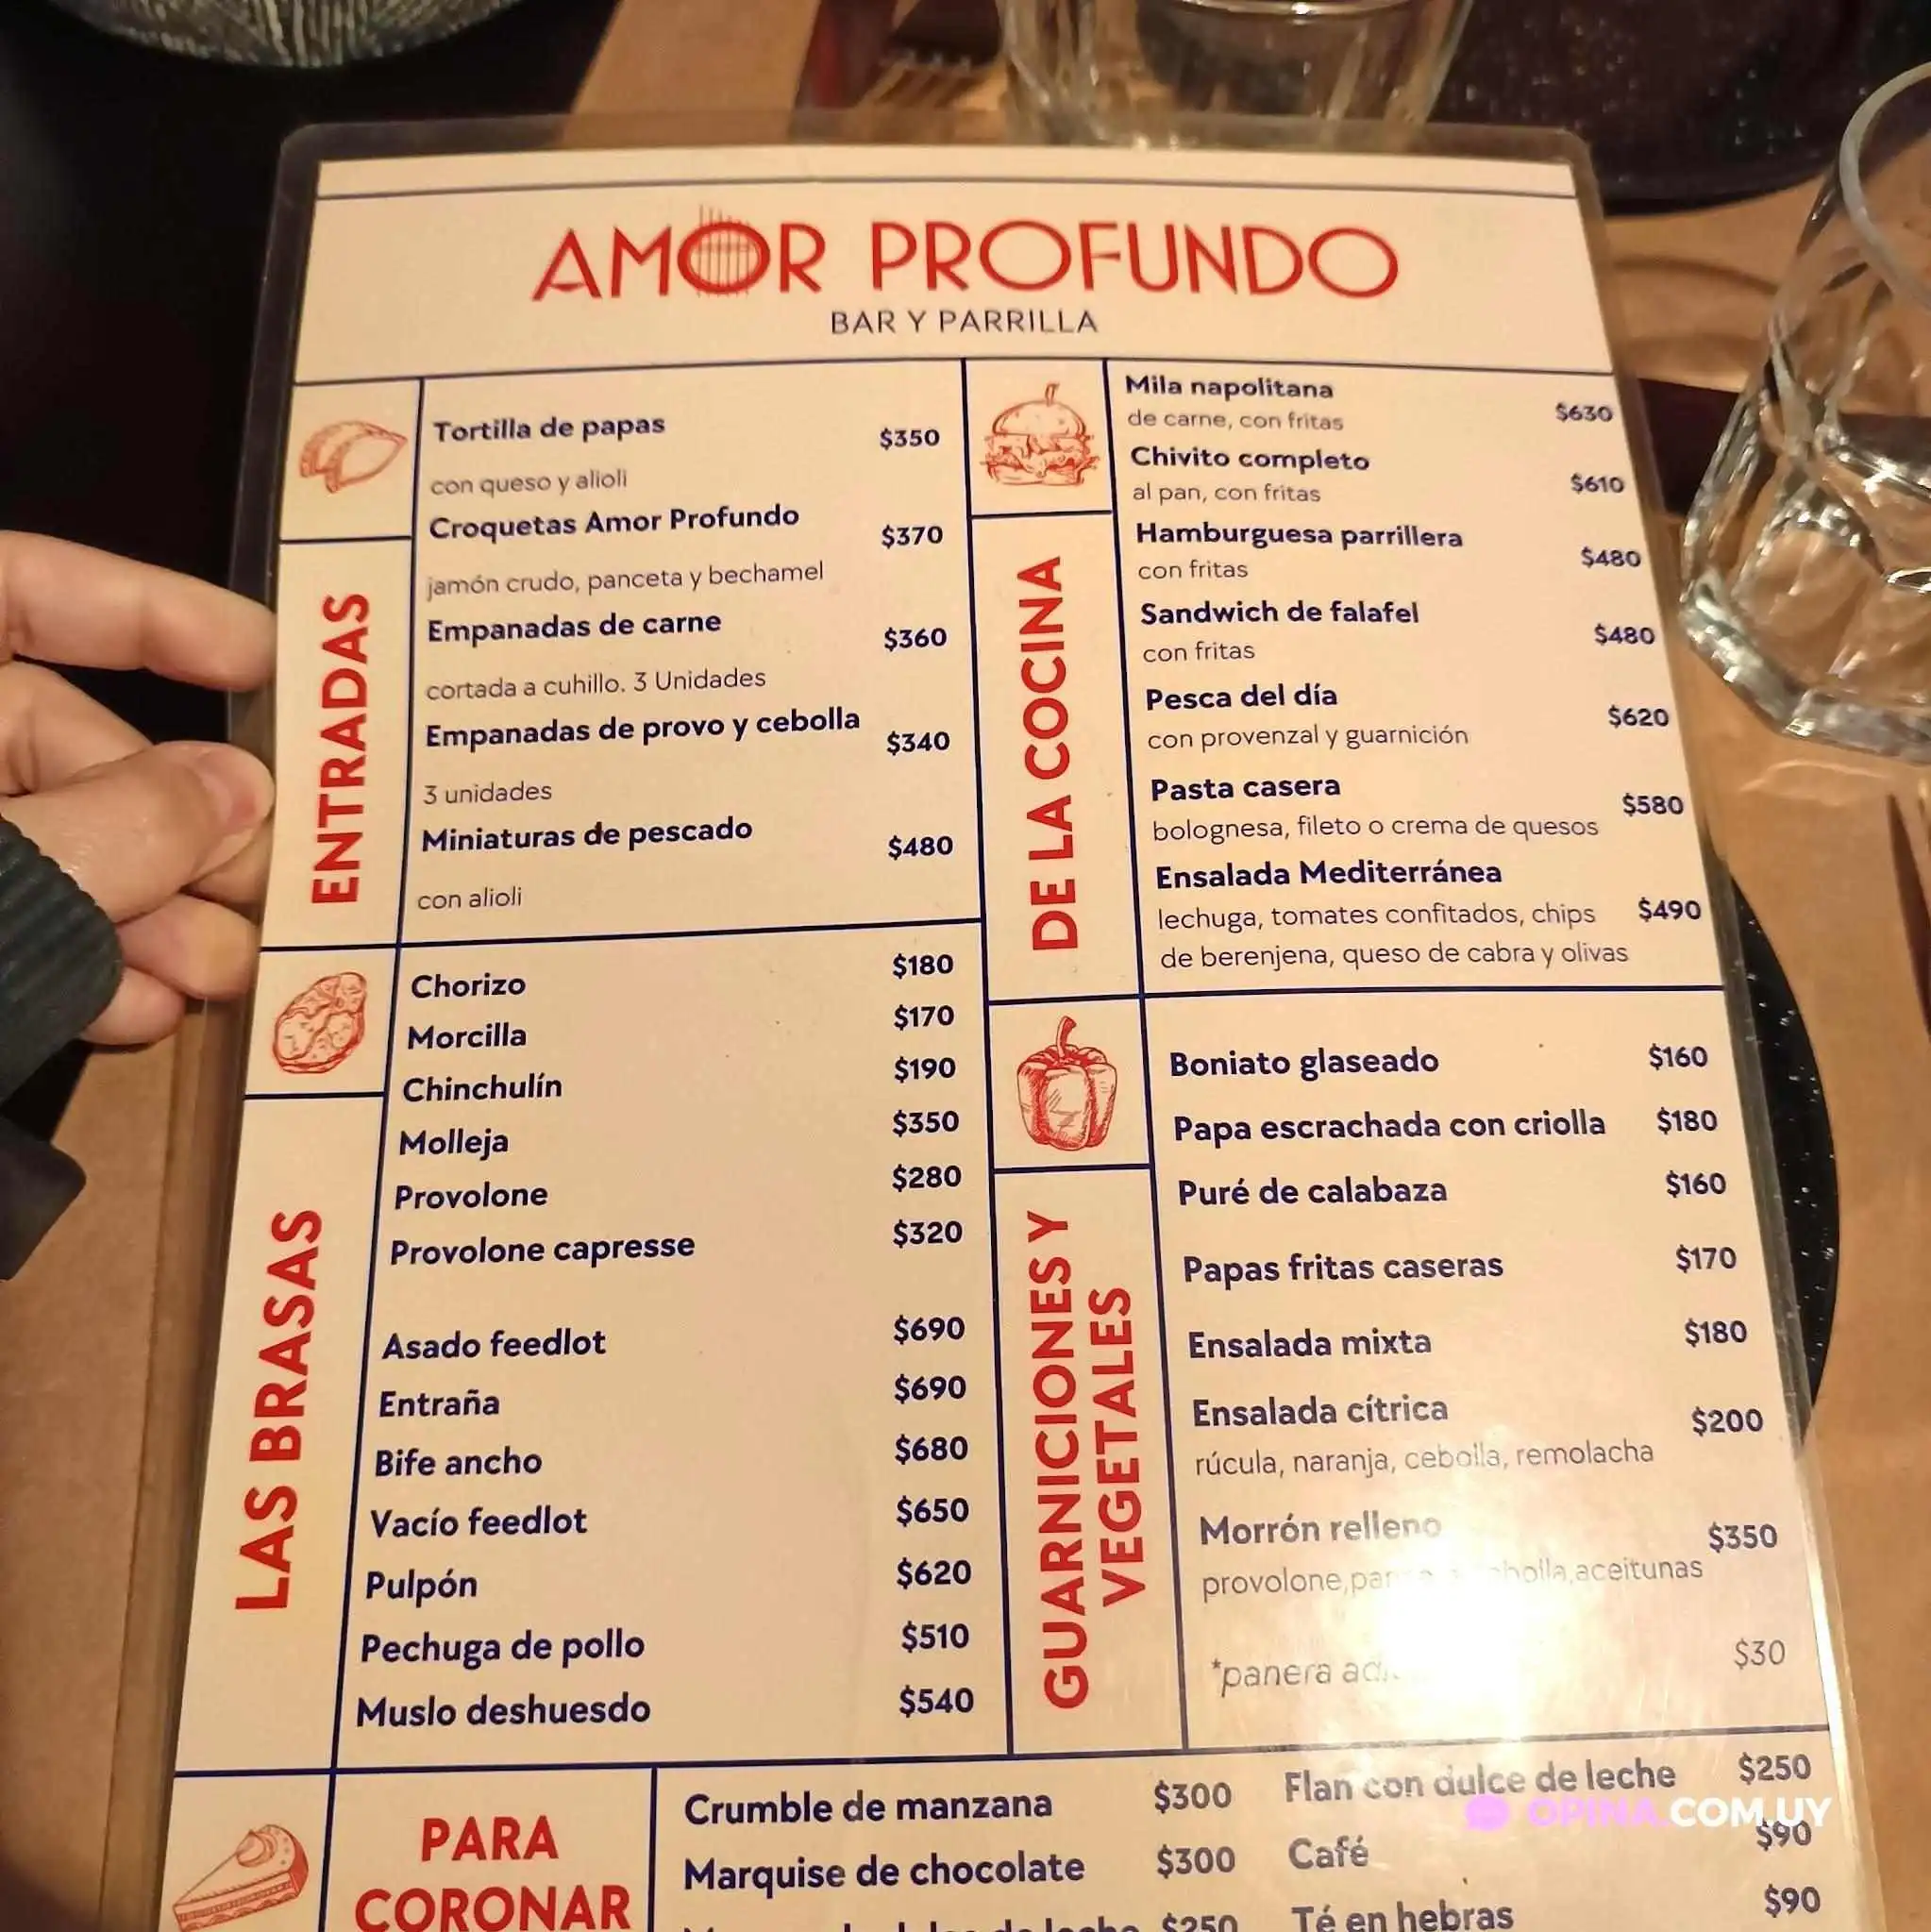 AMOR PROFUNDO
BAR Y PARRILLA
ENTRADAS
Tortilla de papas $350
con queso y alioli
Croquetas Amor Profundo $370
jamón crudo, panceta y bechamel
Empanadas de carne $360
cortada a cuhillo. 3 Unidades
Empanadas de provo y cebolla $340
3 unidades
Miniaturas de pescado $480
con alioli
LAS BRASAS
Chorizo $180
Morcilla $170
Chinchulín $190
Molleja $350
Provolone $280
Provolone capresse $320
Asado feedlot $690
Entraña $690
Bife ancho $680
Vacío feedlot $650
Pulpón $620
Pechuga de pollo $510
Muslo deshuesdo $540
DE LA COCINA
Mila napolitana $630
de carne, con fritas
Chivito completo $610
al pan, con fritas
Hamburguesa parrillera $480
con fritas
Sandwich de falafel $480
con fritas
Pesca del día $620
con provenzal y guarnición
Pasta casera $580
bolognesa, fileto o crema de quesos
Ensalada Mediterránea $490
lechuga, tomates confitados, chips
de berenjena, queso de cabra y olivas
GUARNICIONES Y
VEGETALES
Boniato glaseado $160
Papa escrachada con criolla $180
Puré de calabaza $160
Papas fritas caseras $170
Ensalada mixta $180
Ensalada cítrica $200
rúcula, naranja, cebolla, remolacha
Morrón relleno $350
provolone, aceitunas
*panera $30
PARA
CORONAR
Crumble de manzana $300
Marquise de chocolate $300
$250
Flan con dulce de leche $250
Café $90
Té en hebras $90
OPINA.COM.UY